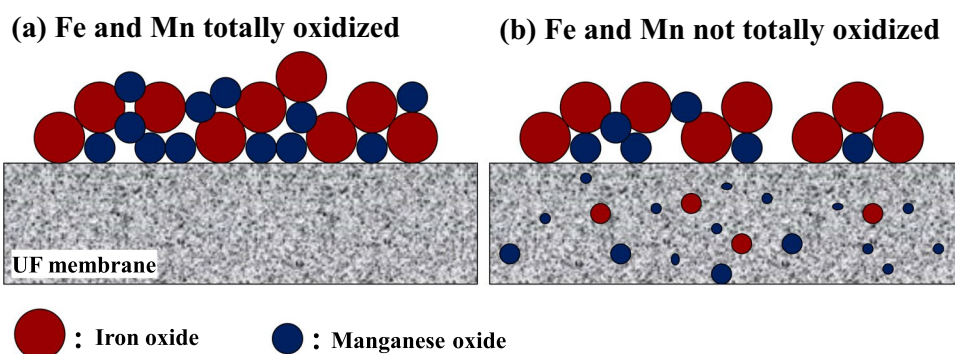 (a) Fe and Mn totally oxidized
(b) Fe and Mn not totally oxidized
UF membrane
: Iron oxide
: Manganese oxide